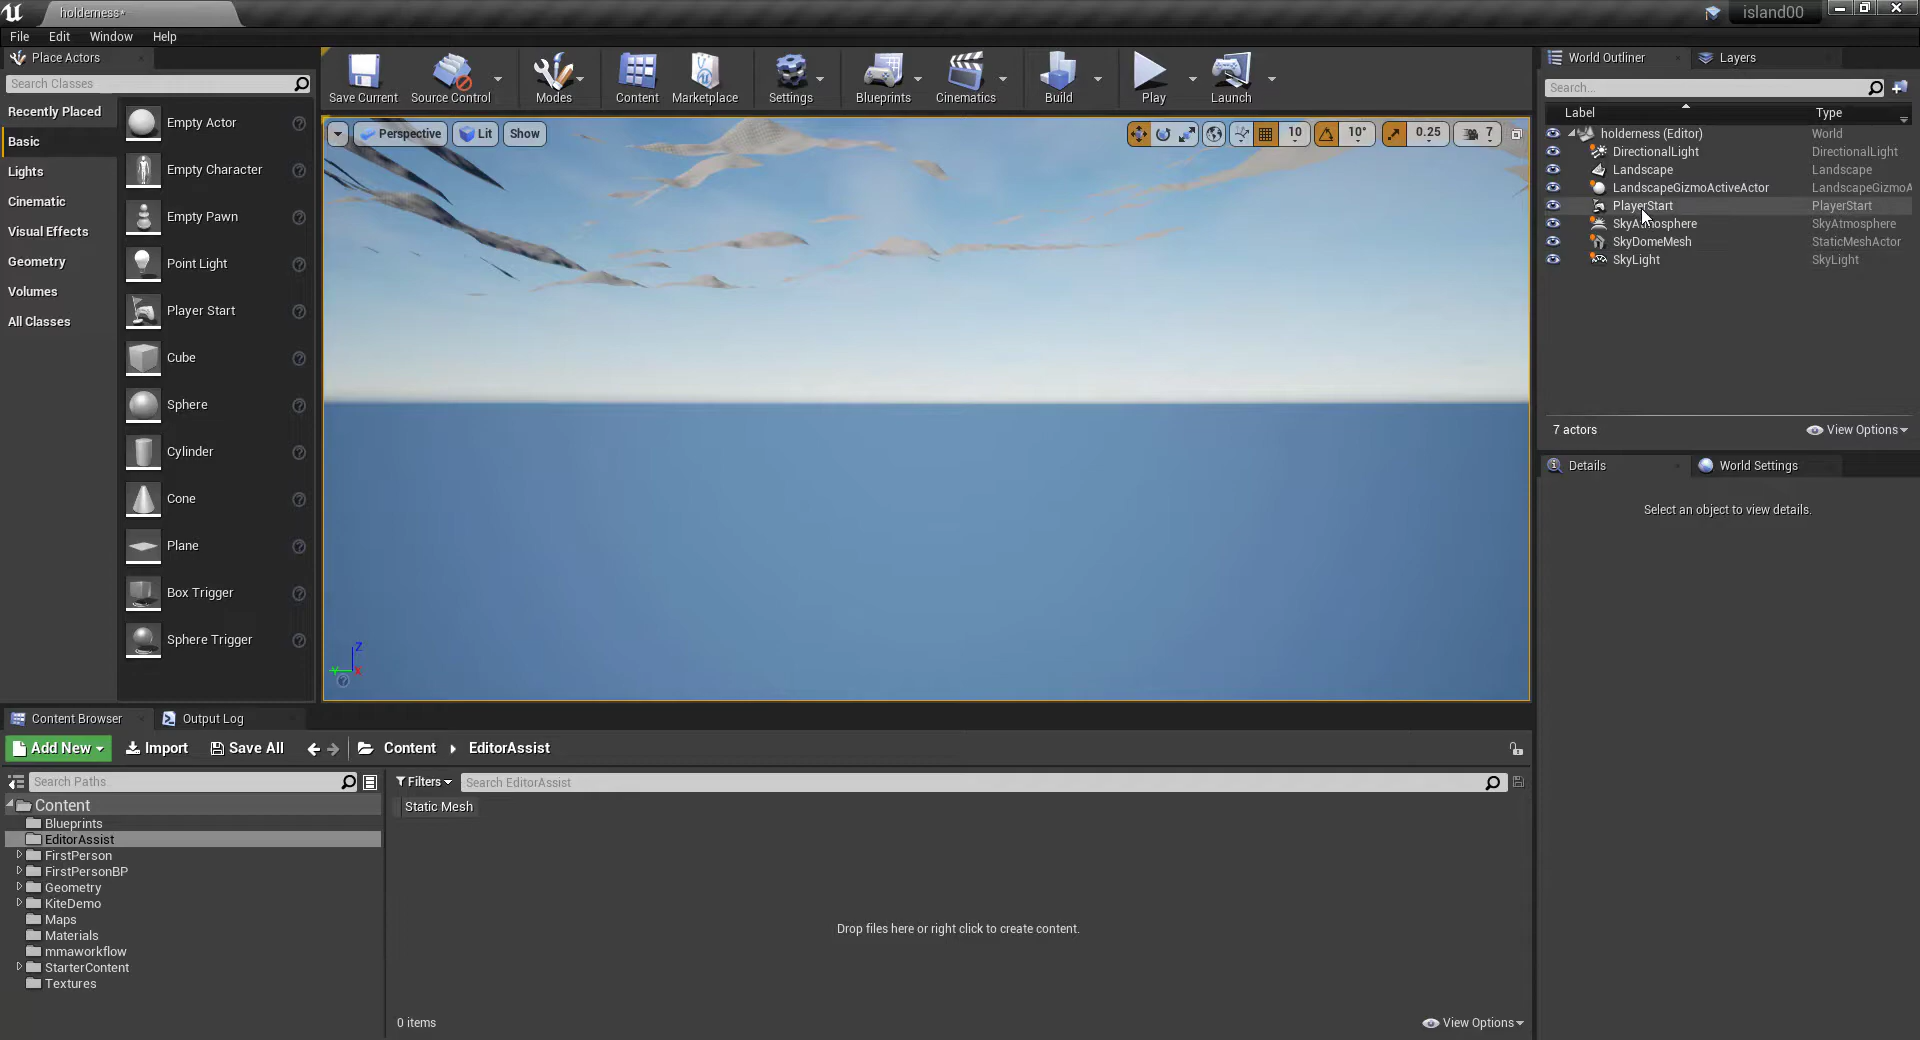 holderness*
island00
File Edit Window Help
Place Actors
Search Classes
Recently Placed
Basic
Lights
Cinematic
Visual Effects
Geometry
Volumes
All Classes
Empty Actor
Empty Character
Empty Pawn
Point Light
Player Start
Cube
Sphere
Cylinder
Cone
Plane
Box Trigger
Sphere Trigger
Save Current Source Control Modes Content Marketplace Settings Blueprints Cinematics Build Play Launch
Perspective Lit Show
10 10° 0.25 7
Z
Y X
World Outliner Layers
Search...
Label Type
holderness (Editor) World
DirectionalLight DirectionalLight
Landscape Landscape
LandscapeGizmoActiveActor LandscapeGizmoA
PlayerStart PlayerStart
SkyAtmosphere SkyAtmosphere
SkyDomeMesh StaticMeshActor
SkyLight SkyLight
7 actors View Options
Details World Settings
Select an object to view details.
Content Browser Output Log
Add New Import Save All Content EditorAssist
Search Paths
Content
Blueprints
EditorAssist
FirstPerson
FirstPersonBP
Geometry
KiteDemo
Maps
Materials
mmaworkflow
StarterContent
Textures
Filters Search EditorAssist
Static Mesh
Drop files here or right click to create content.
0 items View Options